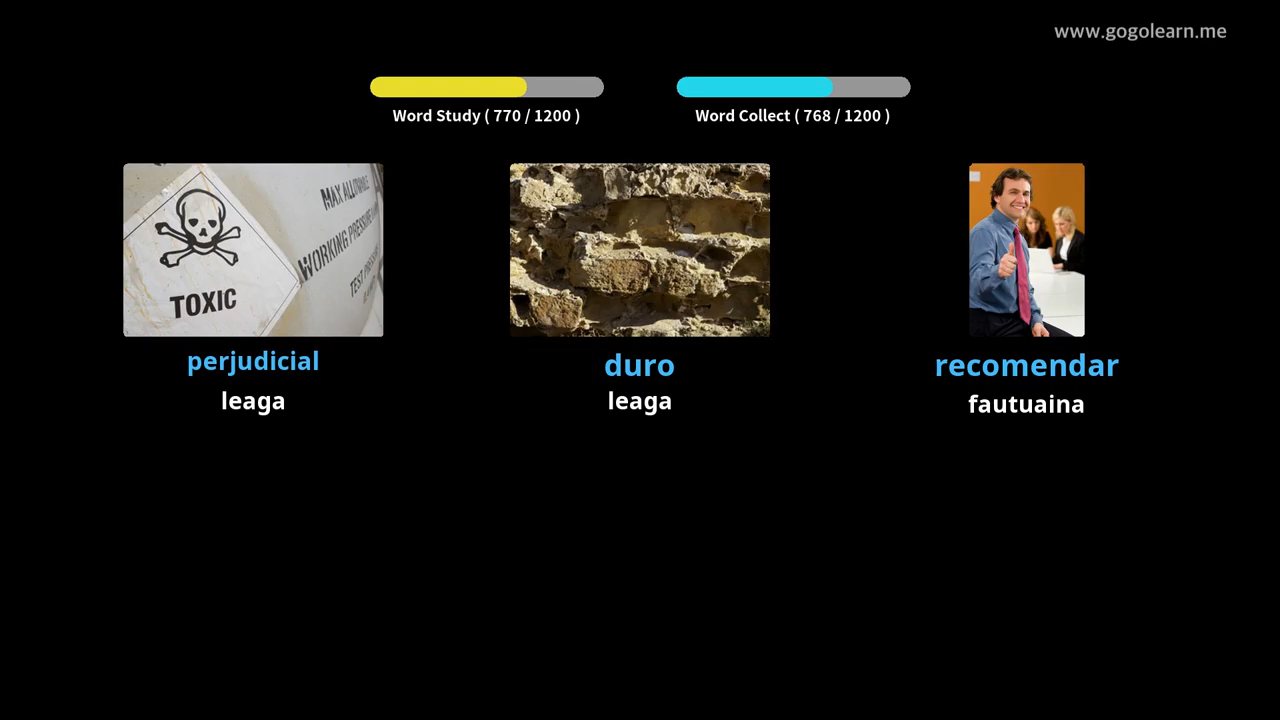 www.gogolearn.me
Word Study ( 770 / 1200 )
Word Collect ( 768 / 1200 )
TOXIC
MAX ALLOWABLE
WORKING PRESSURE
TEST
perjudicial
leaga
duro
leaga
recomendar
fautuaina